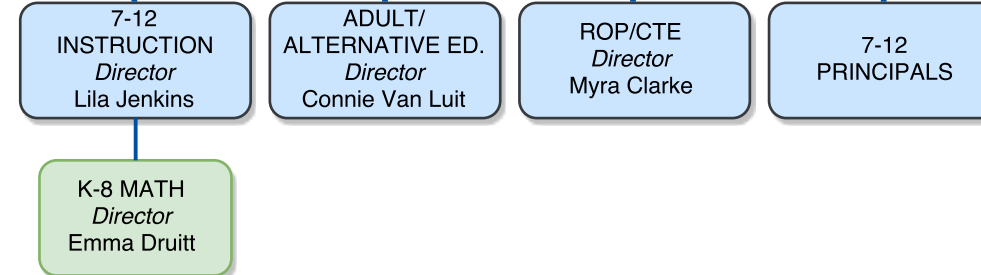 7-12
INSTRUCTION
Director
Lila Jenkins
ADULT/
ALTERNATIVE ED.
Director
Connie Van Luit
ROP/CTE
Director
Myra Clarke
7-12
PRINCIPALS
K-8 MATH
Director
Emma Druitt